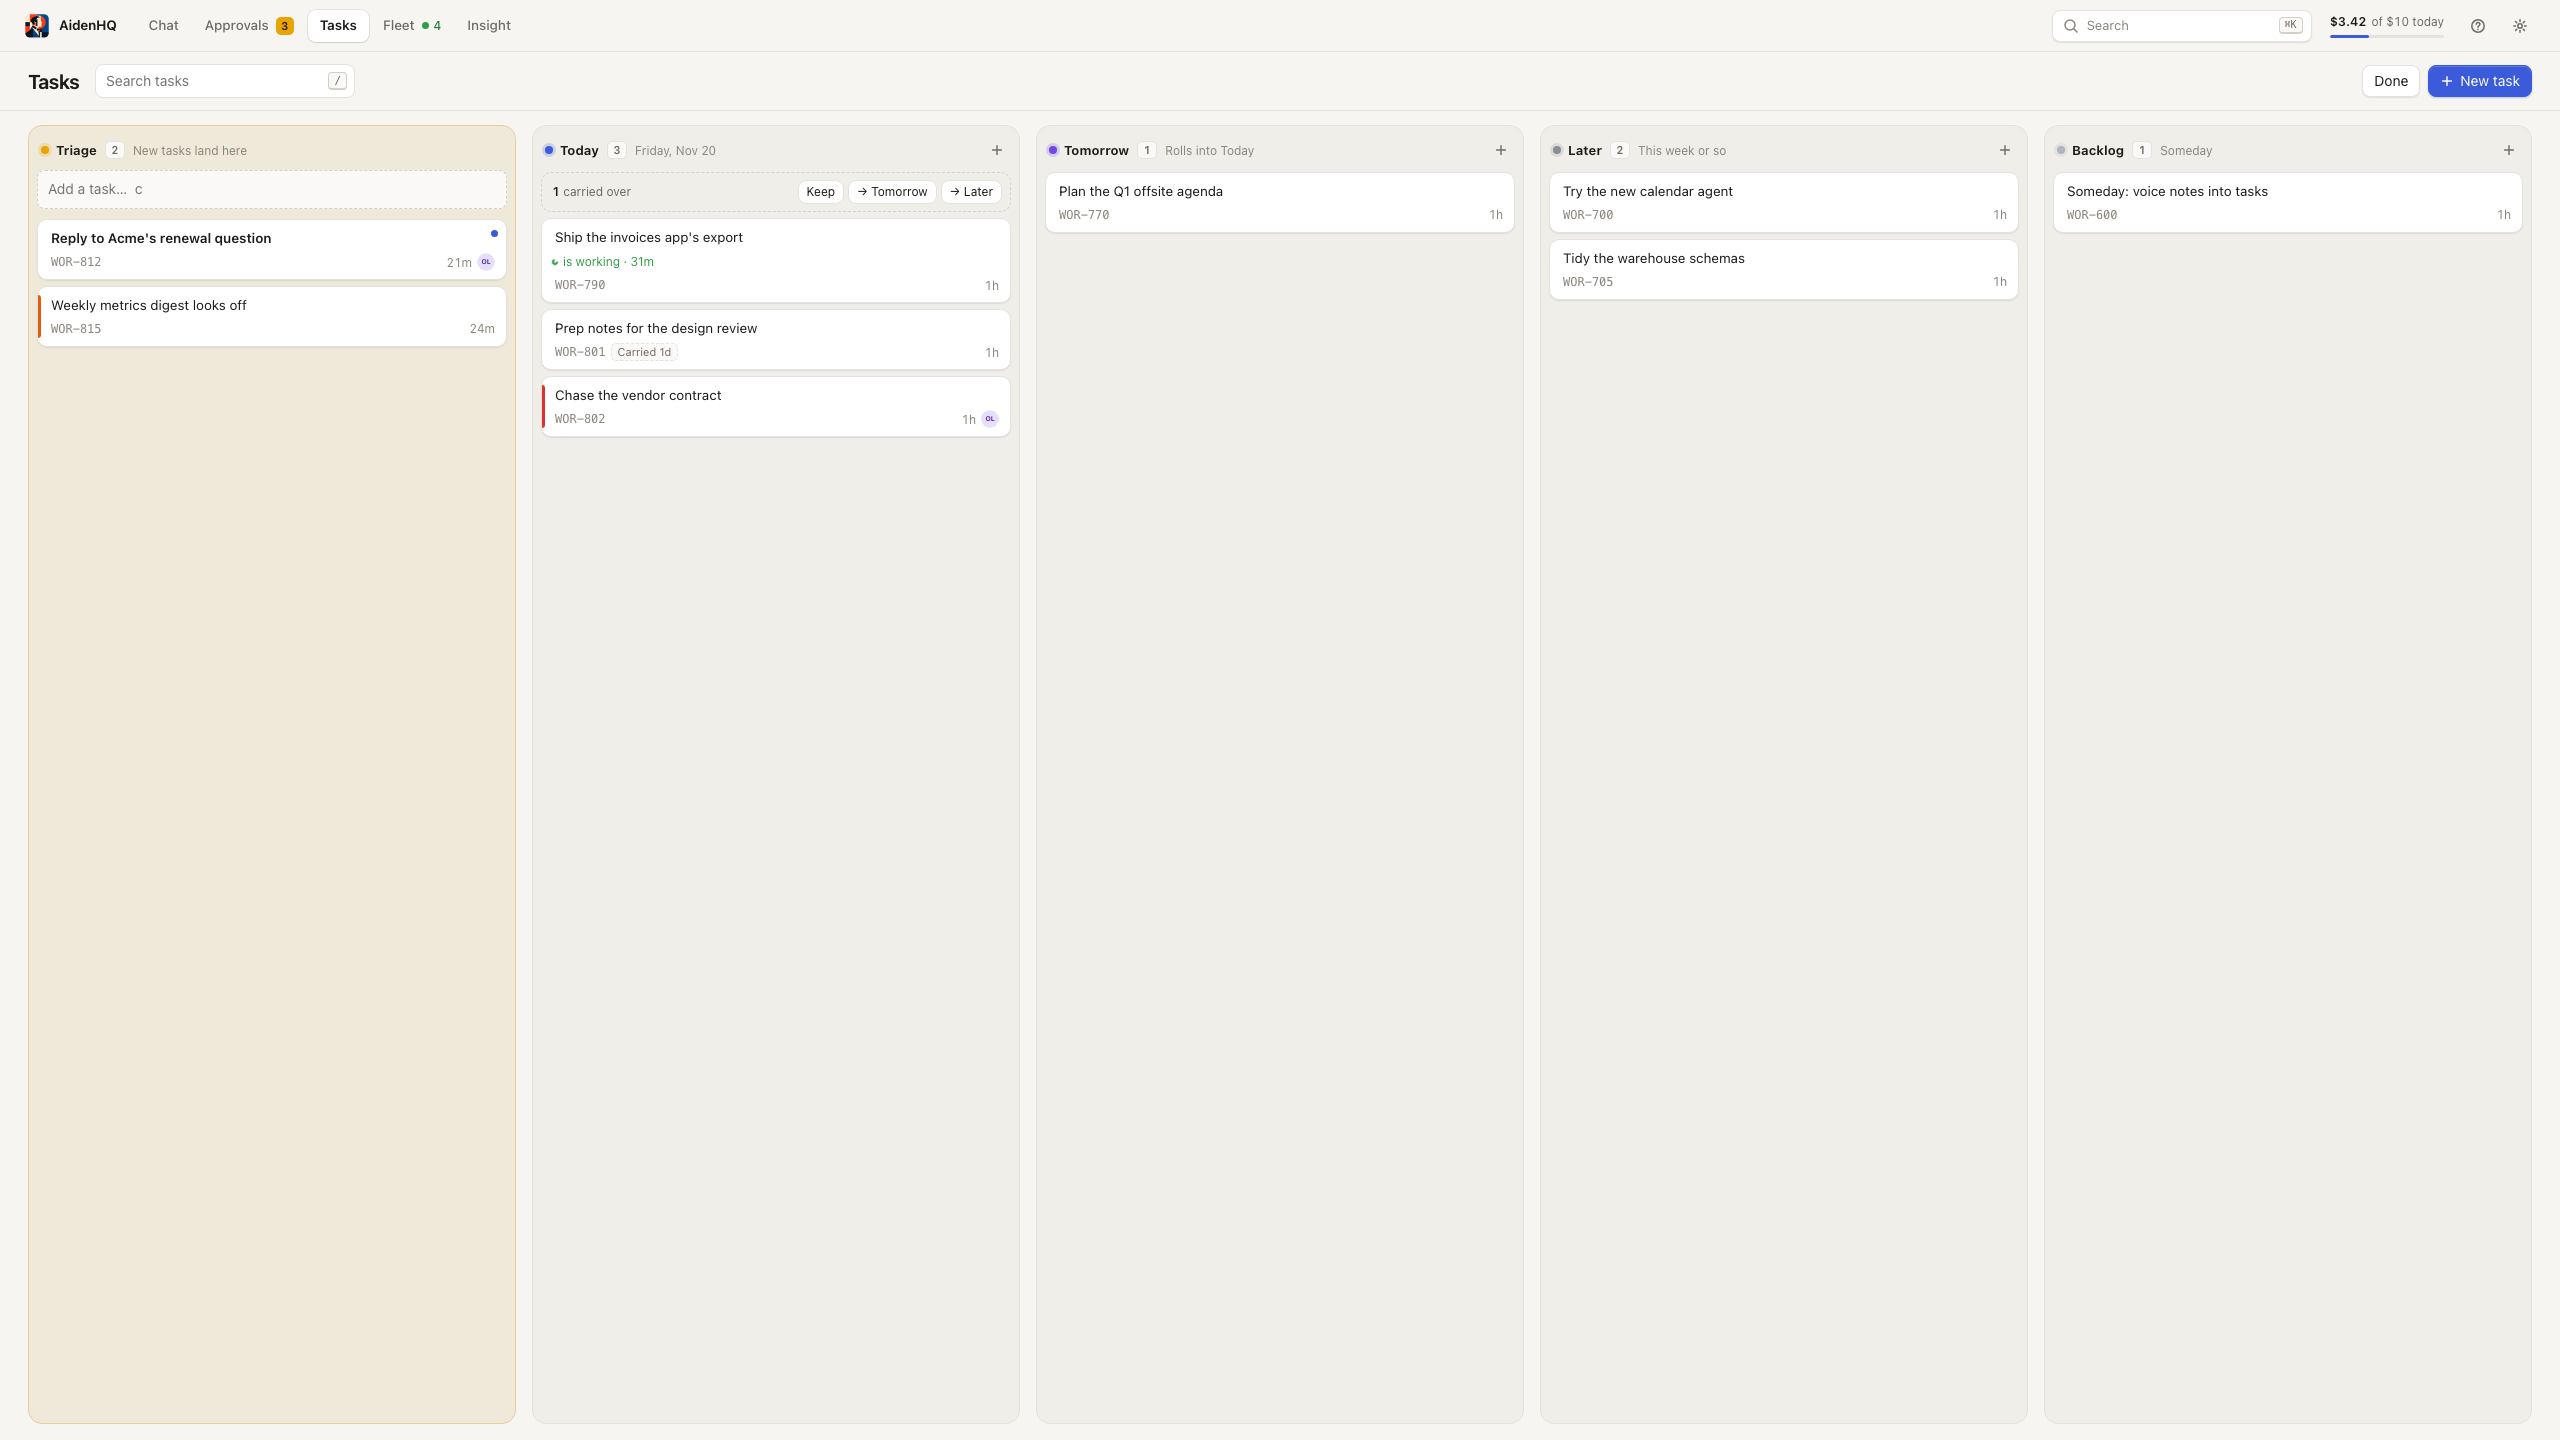 AidenHQ Chat Approvals 3 Tasks Fleet 4 Insight Search ⌘K $3.42 of $10 today
Tasks Search tasks / Done + New task
Triage 2 New tasks land here
Add a task... c
Reply to Acme's renewal question
WOR-812 21m OL
Weekly metrics digest looks off
WOR-815 24m
Today 3 Friday, Nov 20 +
1 carried over Keep → Tomorrow → Later
Ship the invoices app's export
is working · 31m
WOR-790 1h
Prep notes for the design review
WOR-801 Carried 1d 1h
Chase the vendor contract
WOR-802 1h OL
Tomorrow 1 Rolls into Today +
Plan the Q1 offsite agenda
WOR-770 1h
Later 2 This week or so +
Try the new calendar agent
WOR-700 1h
Tidy the warehouse schemas
WOR-705 1h
Backlog 1 Someday +
Someday: voice notes into tasks
WOR-600 1h